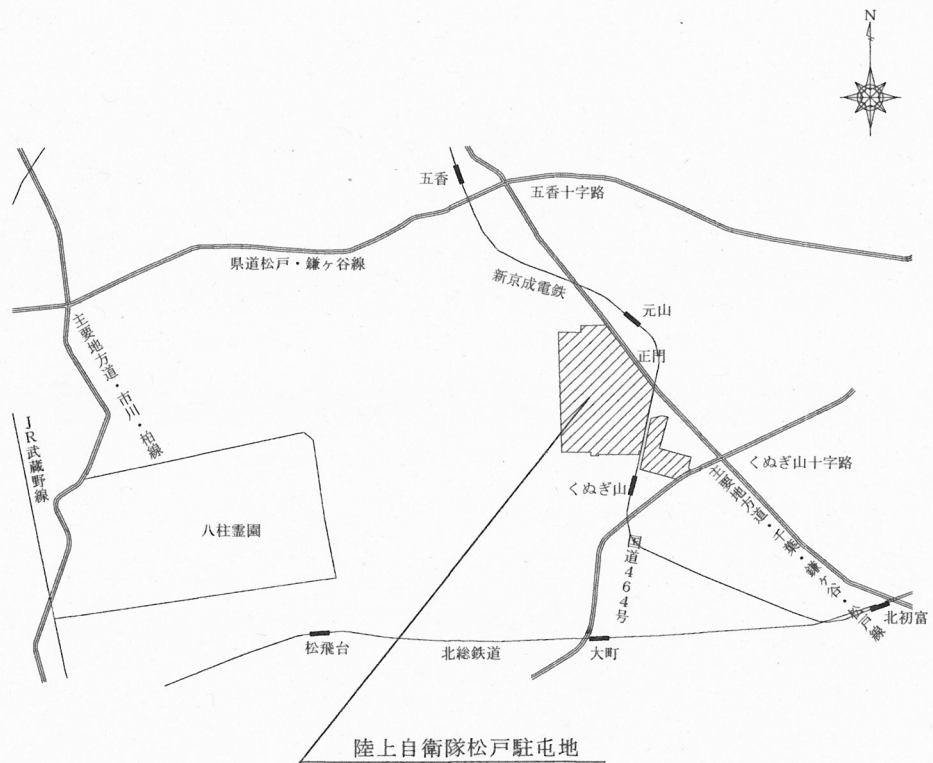 N
五香
五香十字路
県道松戸・鎌ヶ谷線
新京成電鉄
元山
正門
主要地方道・市川・柏線
JR武蔵野線
くぬぎ山十字路
くぬぎ山
主要地方道・千葉・鎌ヶ谷・松戸線
八柱霊園
国道464号
北初富
松飛台
北総鉄道
大町
陸上自衛隊松戸駐屯地